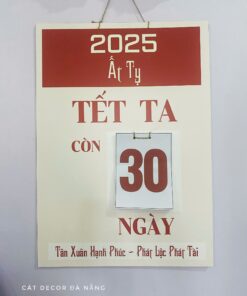 2025
Ất Tỵ
TẾT TA
CÒN
30
NGÀY
Tân Xuân Hạnh Phúc - Phát Lộc Phát Tài
CÁT DECOR ĐÀ NẴNG